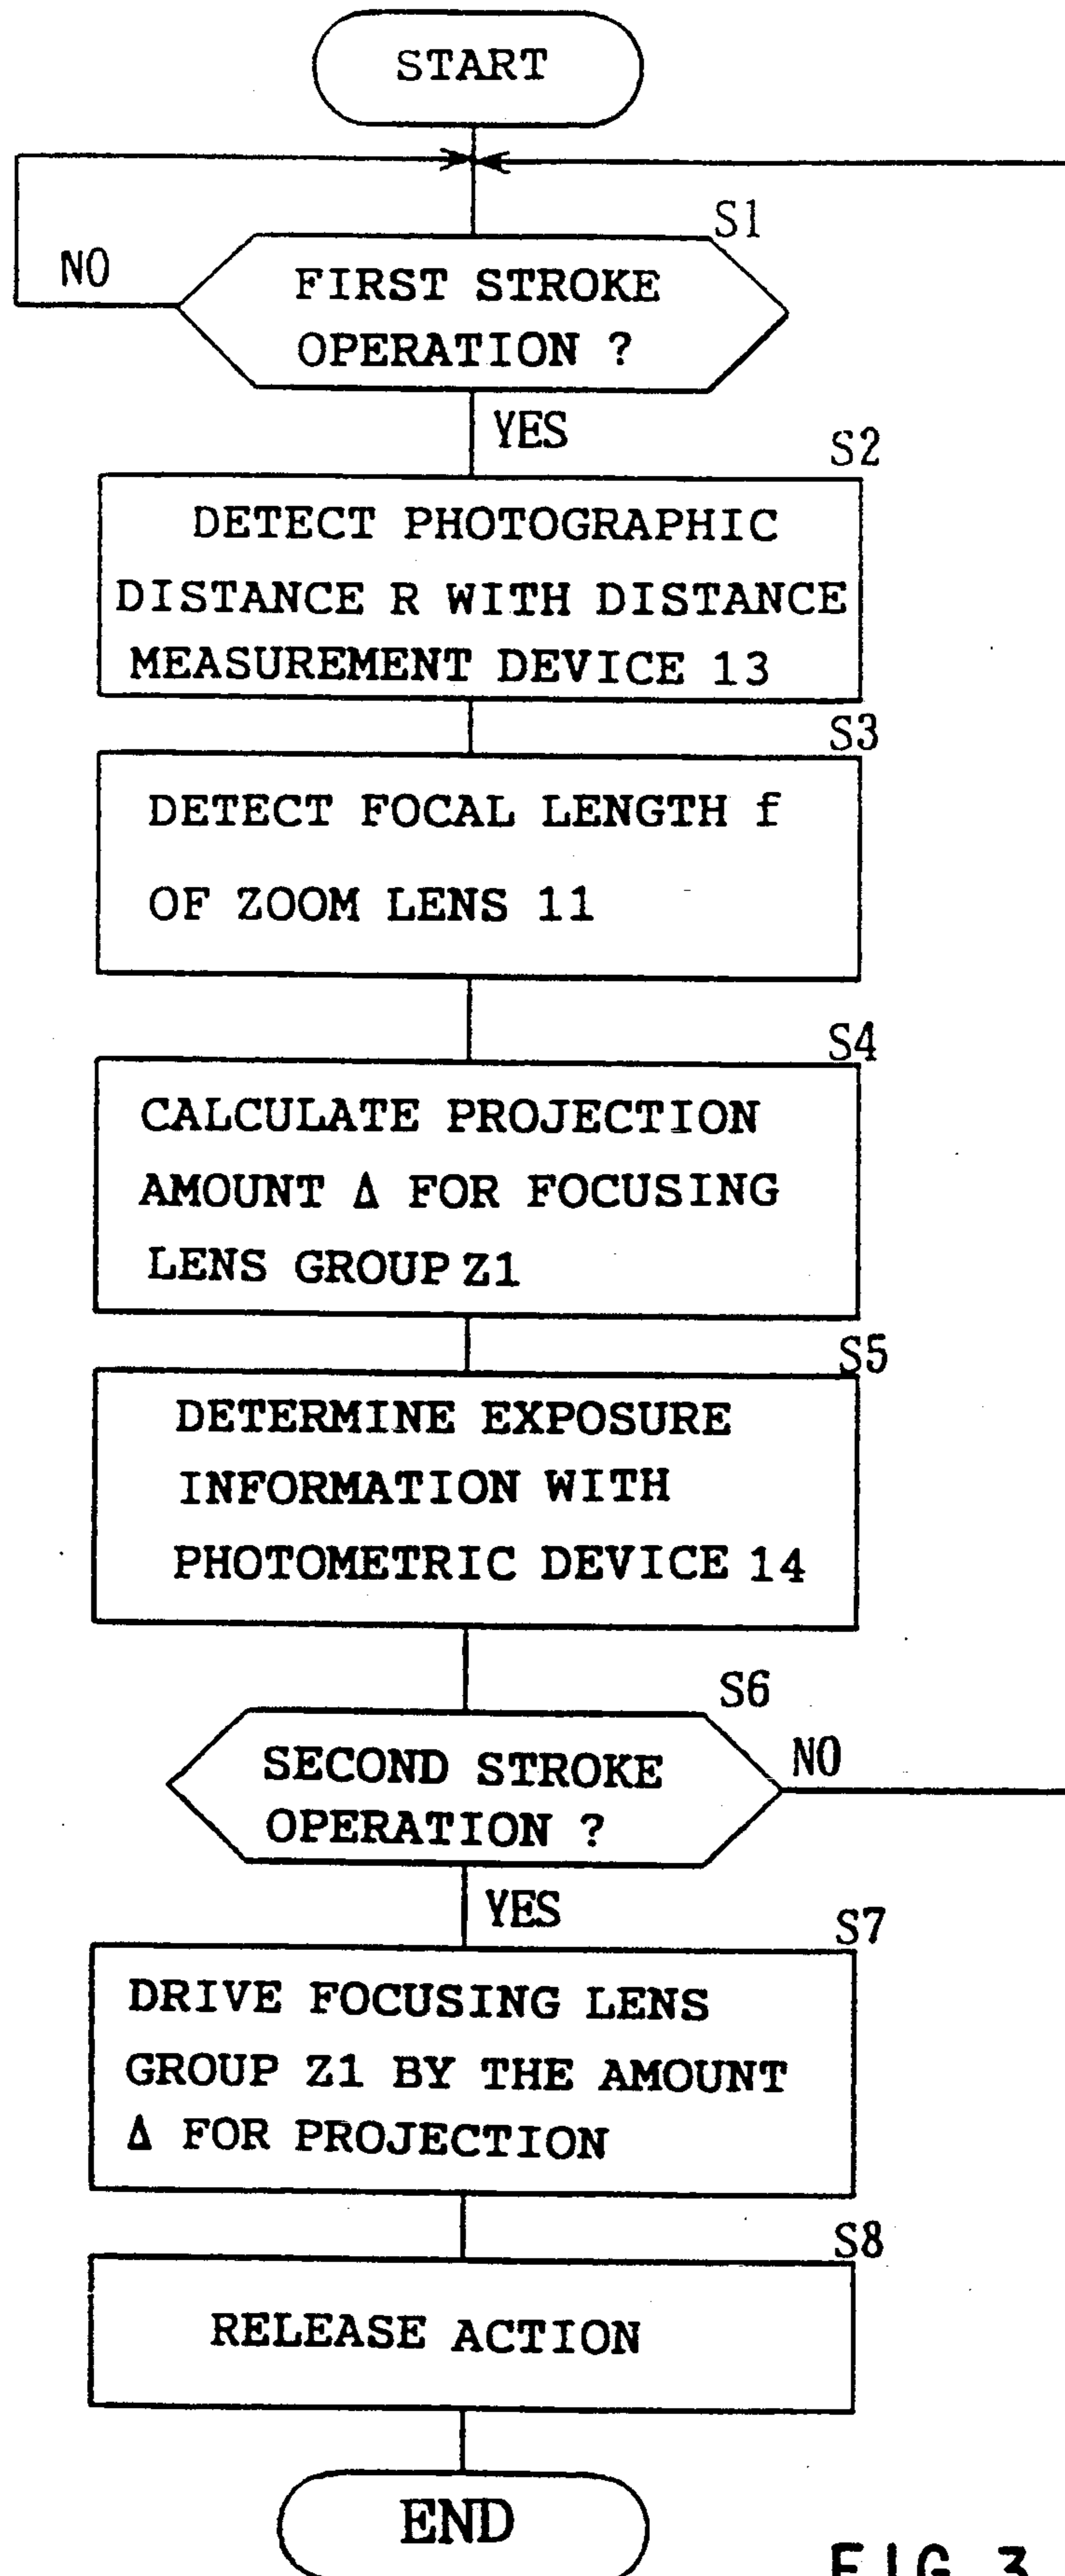 START
S1
NO
FIRST STROKE
OPERATION ?
YES
S2
DETECT PHOTOGRAPHIC
DISTANCE R WITH DISTANCE
MEASUREMENT DEVICE 13
S3
DETECT FOCAL LENGTH f
OF ZOOM LENS 11
S4
CALCULATE PROJECTION
AMOUNT Δ FOR FOCUSING
LENS GROUP Z1
S5
DETERMINE EXPOSURE
INFORMATION WITH
PHOTOMETRIC DEVICE 14
S6
SECOND STROKE
OPERATION ?
NO
YES
S7
DRIVE FOCUSING LENS
GROUP Z1 BY THE AMOUNT
Δ FOR PROJECTION
S8
RELEASE ACTION
END
FIG. 3